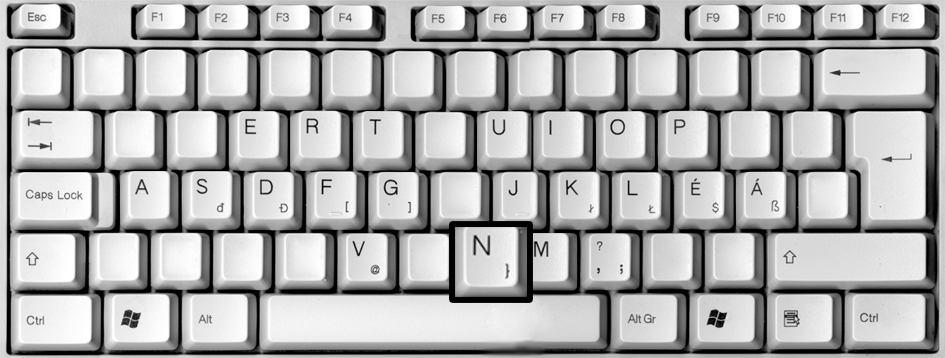 Esc F1 F2 F3 F4 F5 F6 F7 F8 F9 F10 F11 F12
E R T U I O P
Caps Lock A S đ D Đ F [ G ] J K ł L Ł É $ Á ß
V @ N } M ? , ;
Ctrl Alt Alt Gr Ctrl